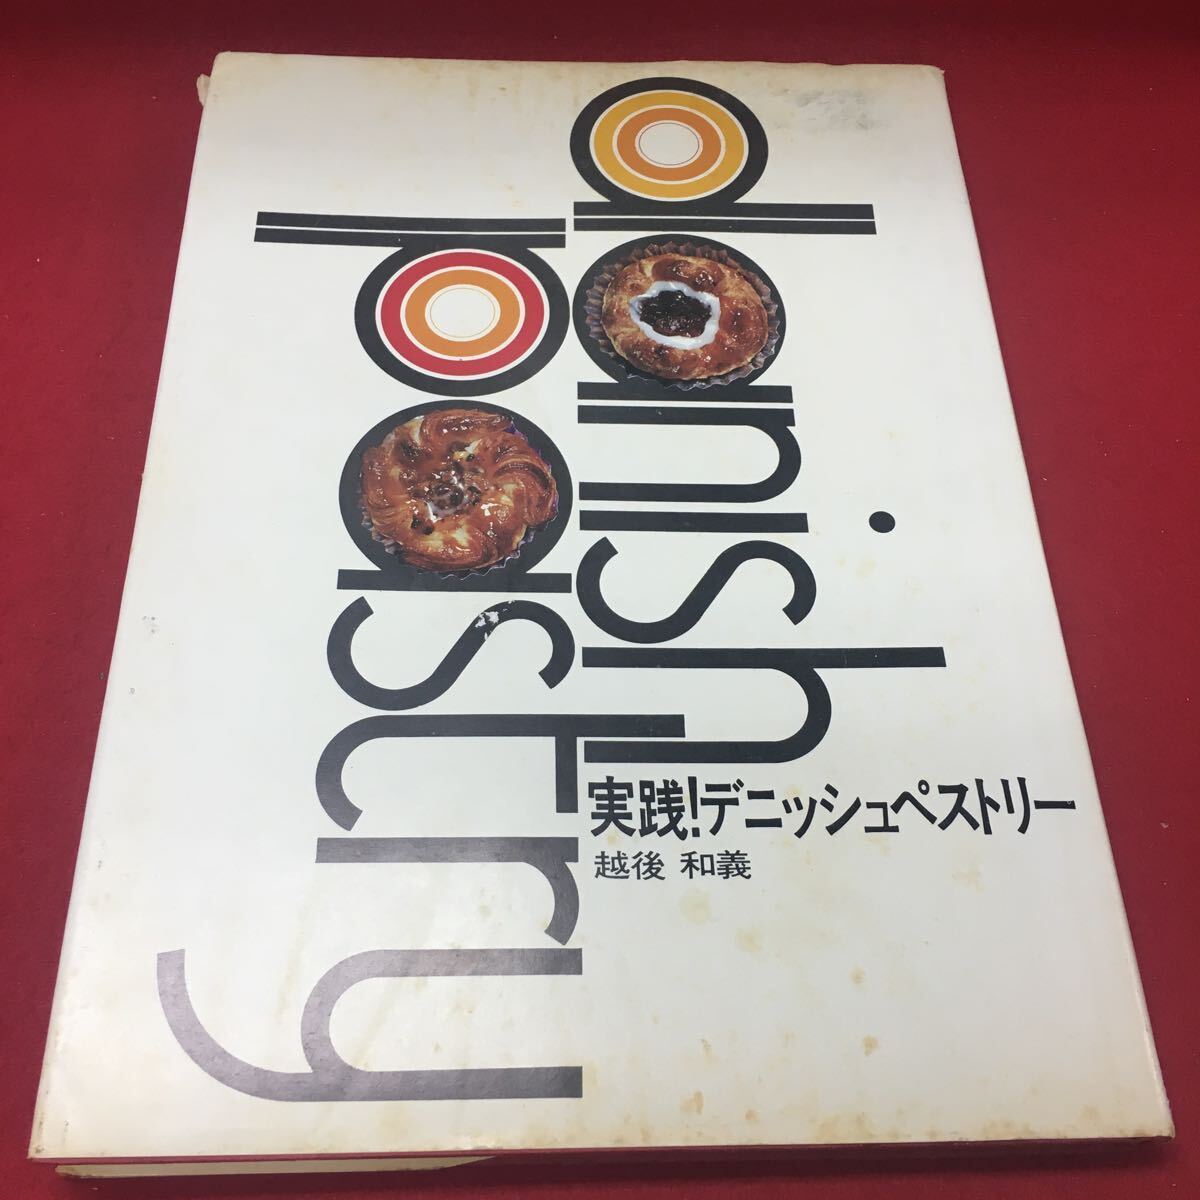 danish
pastry
実践!デニッシュペストリー
越後 和義